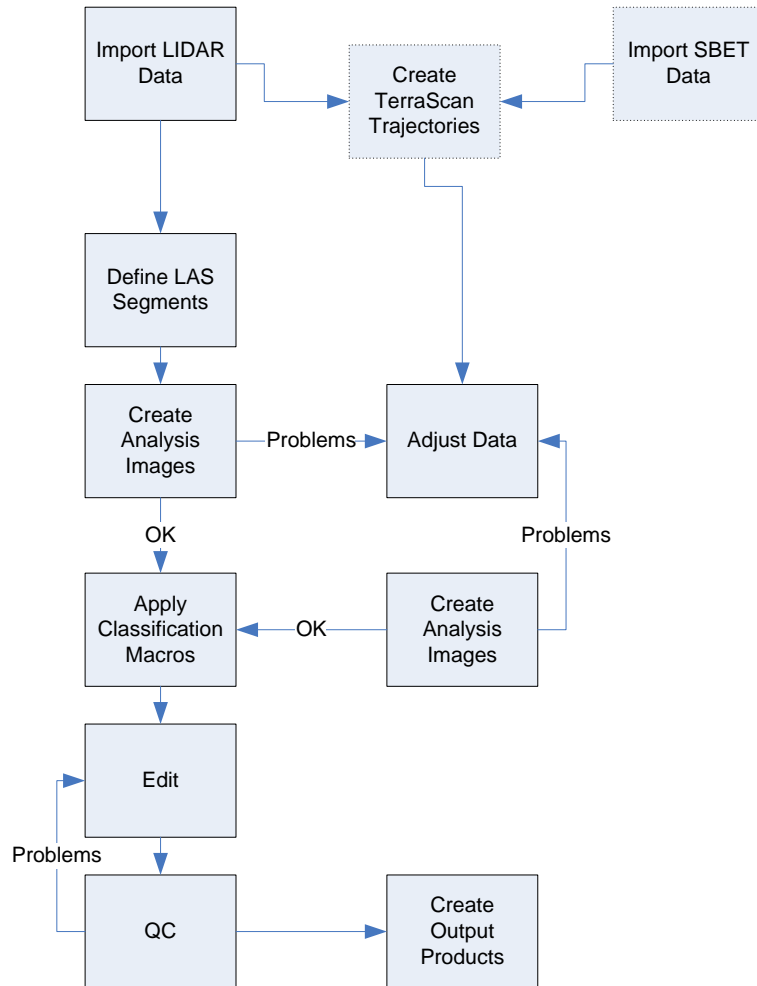 Import LIDAR
Data
Create
TerraScan
Trajectories
Import SBET
Data
Define LAS
Segments
Create
Analysis
Images
Problems
Adjust Data
OK
Problems
Apply
Classification
Macros
OK
Create
Analysis
Images
Edit
Problems
QC
Create
Output
Products